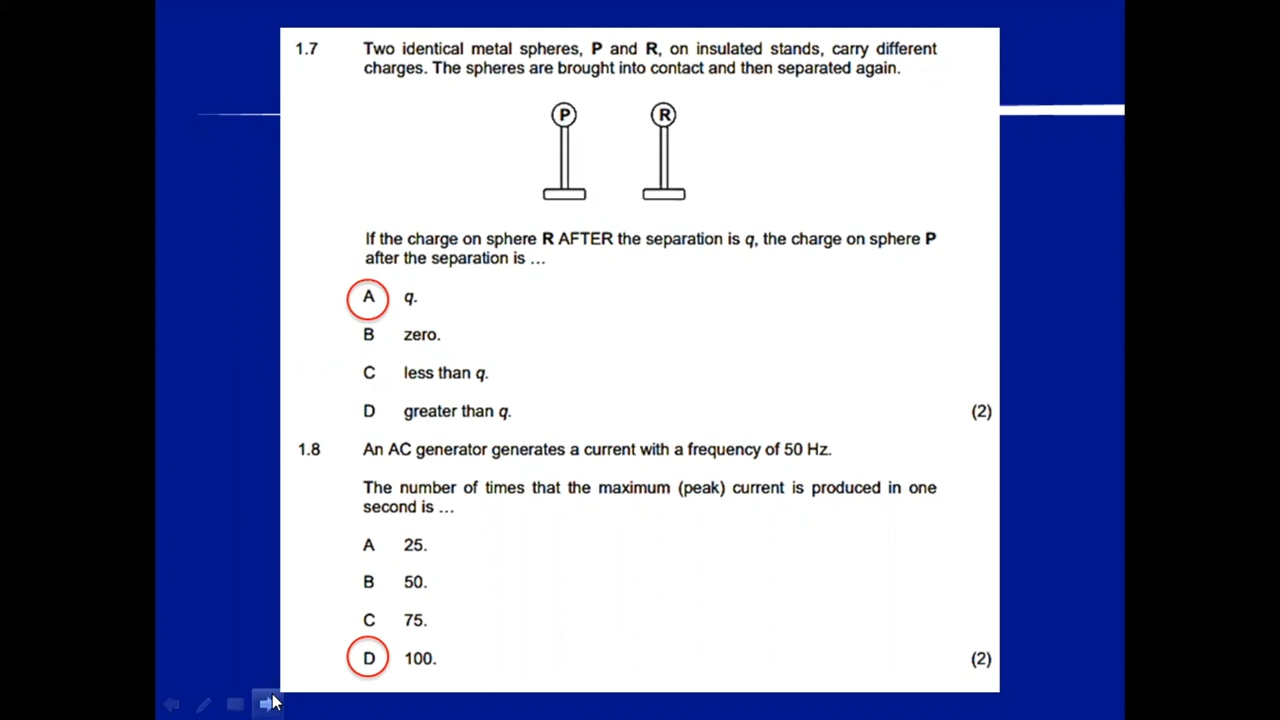 1.7 Two identical metal spheres, P and R, on insulated stands, carry different
charges. The spheres are brought into contact and then separated again.
P R
If the charge on sphere R AFTER the separation is q, the charge on sphere P
after the separation is ...
A q.
B zero.
C less than q.
D greater than q. (2)
1.8 An AC generator generates a current with a frequency of 50 Hz.
The number of times that the maximum (peak) current is produced in one
second is ...
A 25.
B 50.
C 75.
D 100. (2)